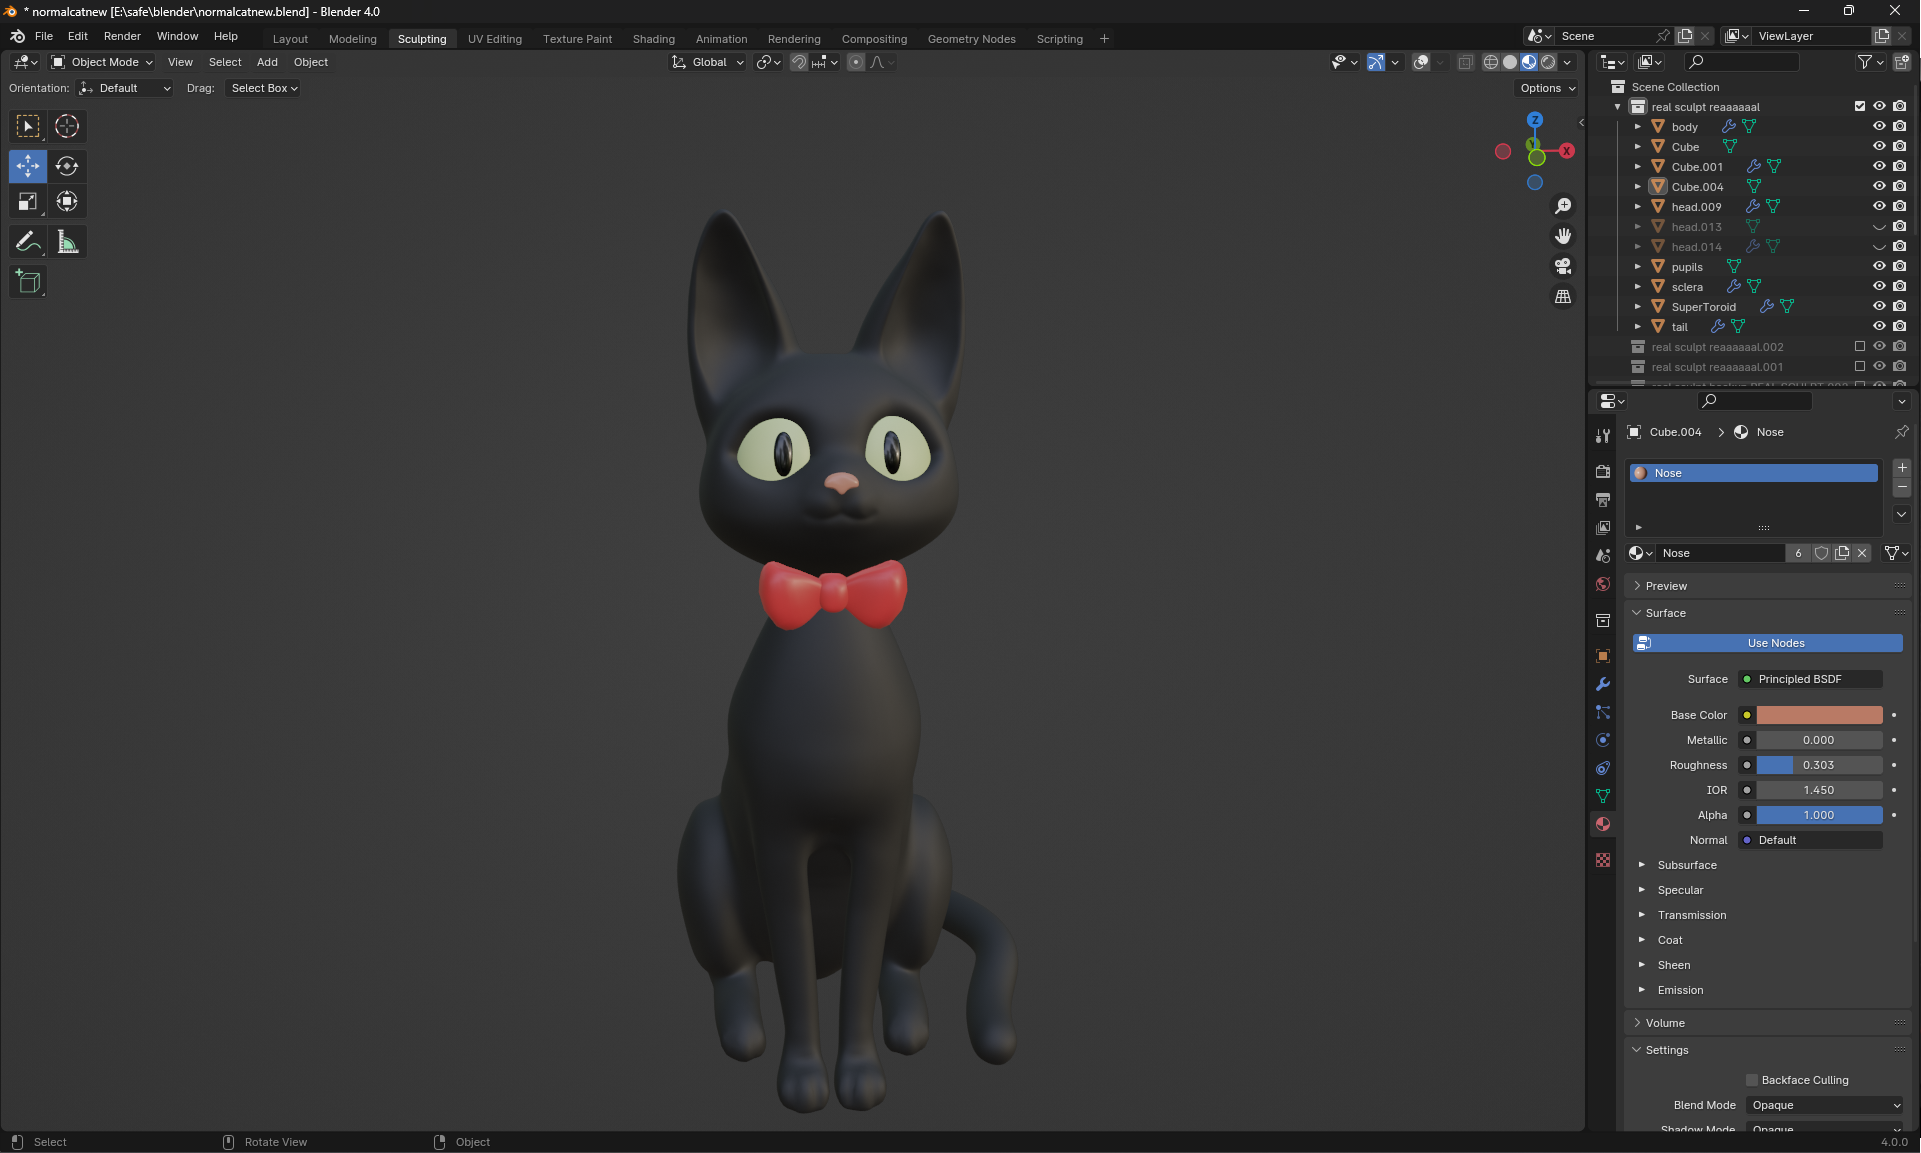 * normalcatnew [E:\safe\blender\normalcatnew.blend] - Blender 4.0
File Edit Render Window Help Layout Modeling Sculpting UV Editing Texture Paint Shading Animation Rendering Compositing Geometry Nodes Scripting + Scene ViewLayer
Object Mode View Select Add Object Global
Orientation: Default Drag: Select Box Options
Z
Y
X
Scene Collection
real sculpt reaaaaaal
body
Cube
Cube.001
Cube.004
head.009
head.013
head.014
pupils
sclera
SuperToroid
tail
real sculpt reaaaaaal.002
real sculpt reaaaaaal.001
Cube.004 > Nose
Nose
Nose 6
Preview
Surface
Use Nodes
Surface Principled BSDF
Base Color
Metallic 0.000
Roughness 0.303
IOR 1.450
Alpha 1.000
Normal Default
Subsurface
Specular
Transmission
Coat
Sheen
Emission
Volume
Settings
Backface Culling
Blend Mode Opaque
Shadow Mode Opaque
Select Rotate View Object 4.0.0